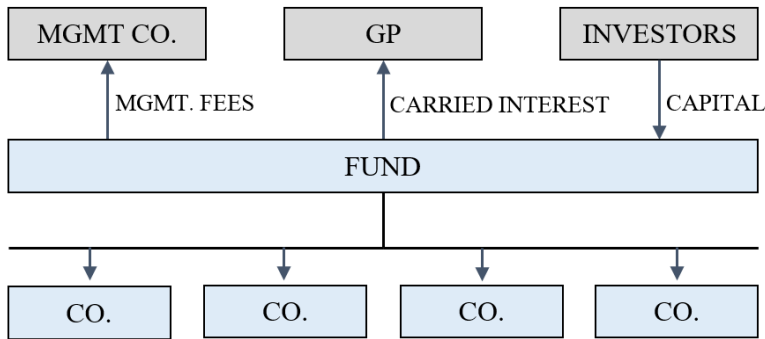 MGMT CO.
GP
INVESTORS
MGMT. FEES
CARRIED INTEREST
CAPITAL
FUND
CO.
CO.
CO.
CO.